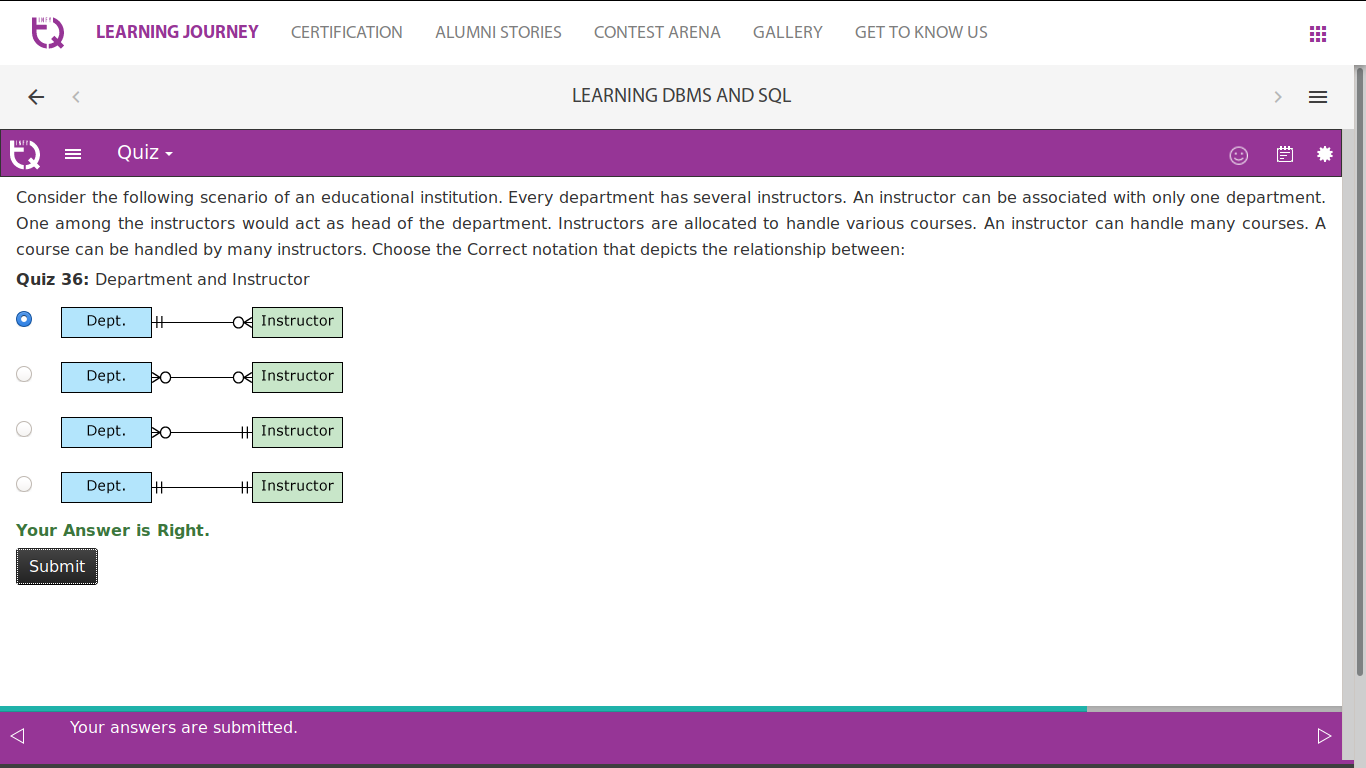 INFY
TQ
LEARNING JOURNEY CERTIFICATION ALUMNI STORIES CONTEST ARENA GALLERY GET TO KNOW US
LEARNING DBMS AND SQL
INFY
TQ
Quiz
Consider the following scenario of an educational institution. Every department has several instructors. An instructor can be associated with only one department.
One among the instructors would act as head of the department. Instructors are allocated to handle various courses. An instructor can handle many courses. A
course can be handled by many instructors. Choose the Correct notation that depicts the relationship between:
Quiz 36: Department and Instructor
Dept. Instructor
Dept. Instructor
Dept. Instructor
Dept. Instructor
Your Answer is Right.
Submit
Your answers are submitted.